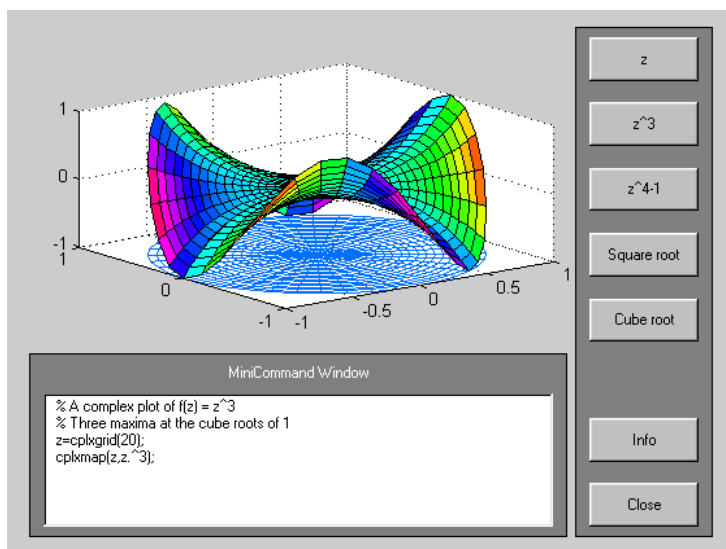 1
0
-1
1
0
-1
-1
-0.5
0
0.5
1
z
z^3
z^4-1
Square root
Cube root
Info
Close
MiniCommand Window
% A complex plot of f(z) = z^3
% Three maxima at the cube roots of 1
z=cplxgrid(20);
cplxmap(z,z.^3);